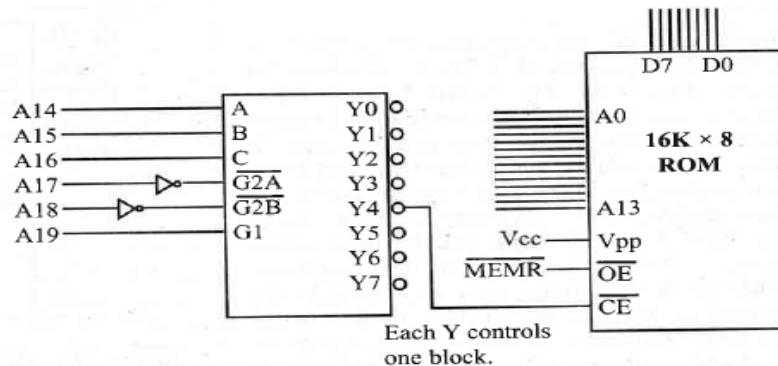 D7 D0
A14 A Y0
A15 B Y1
A16 C Y2
A17 G2A Y3
A18 G2B Y4
A19 G1 Y5
Y6
Y7
A0
16K × 8
ROM
A13
Vcc Vpp
MEMR OE
CE
Each Y controls
one block.